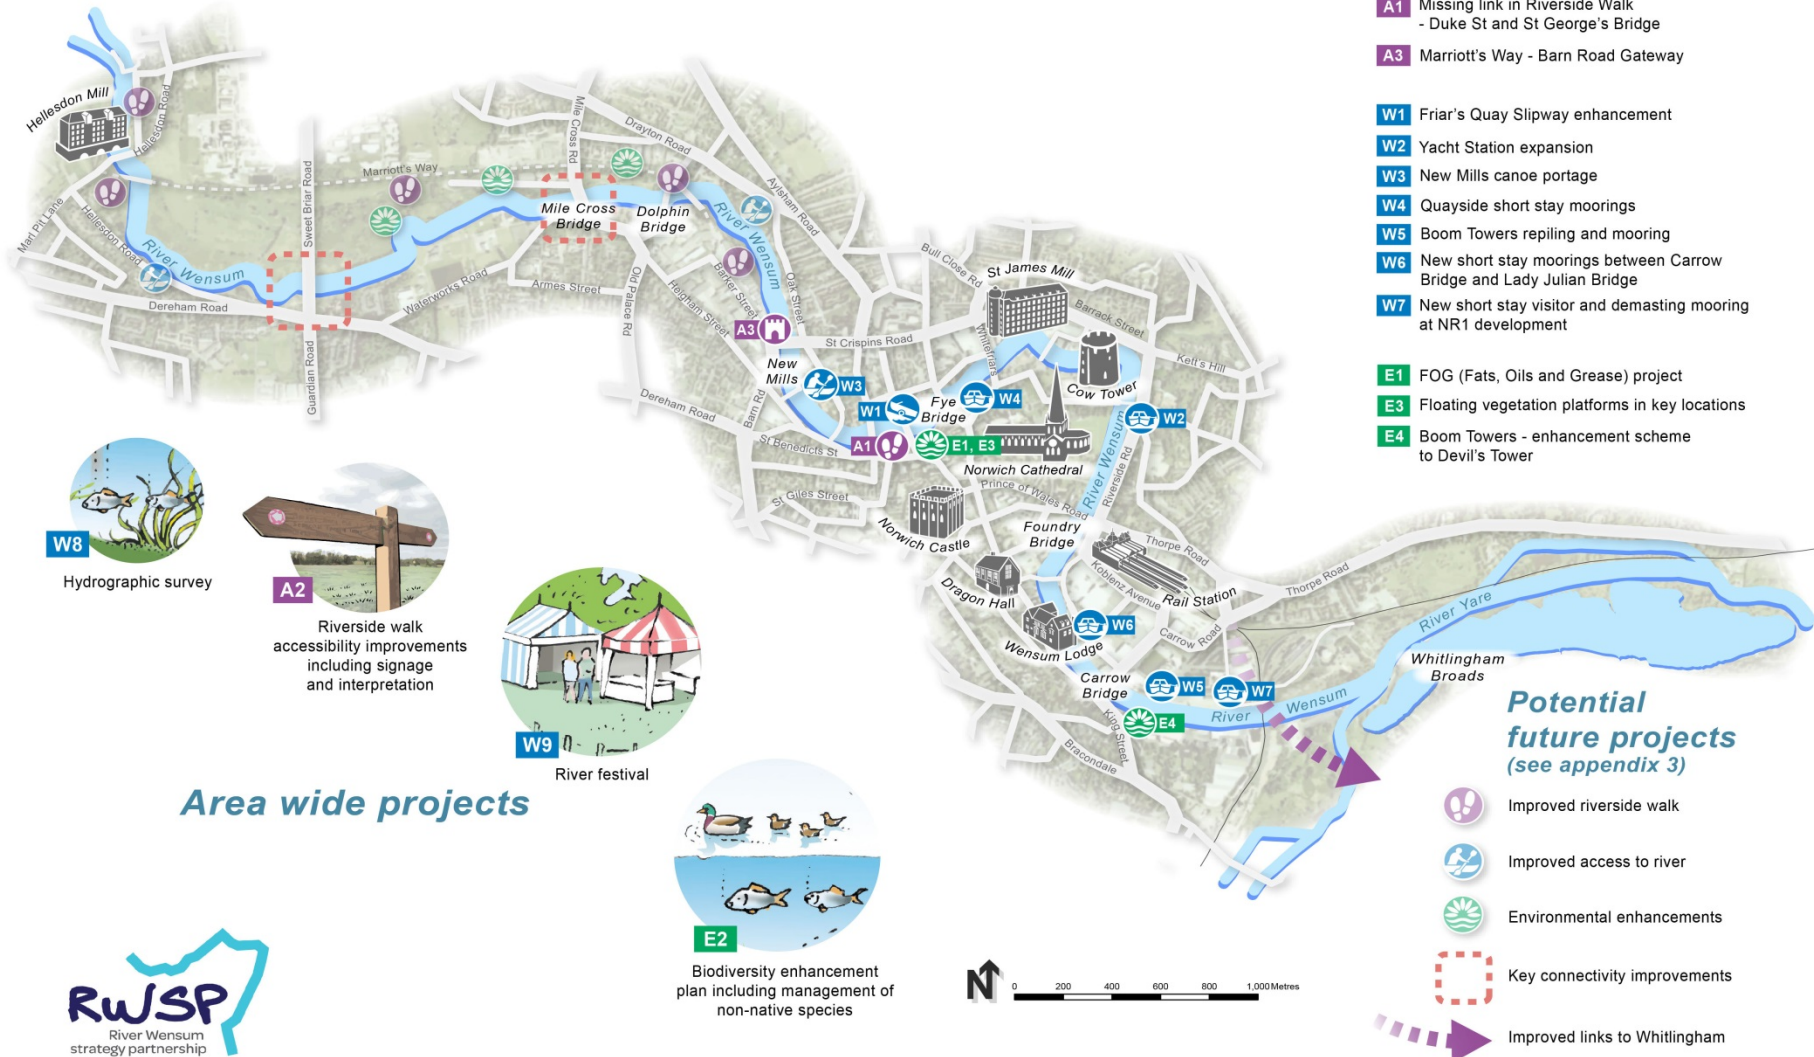 A1 Missing link in Riverside Walk
- Duke St and St George's Bridge
A3 Marriott's Way - Barn Road Gateway
W1 Friar's Quay Slipway enhancement
W2 Yacht Station expansion
W3 New Mills canoe portage
W4 Quayside short stay moorings
W5 Boom Towers repiling and mooring
W6 New short stay moorings between Carrow
Bridge and Lady Julian Bridge
W7 New short stay visitor and demasting mooring
at NR1 development
E1 FOG (Fats, Oils and Grease) project
E3 Floating vegetation platforms in key locations
E4 Boom Towers - enhancement scheme
to Devil's Tower
Hellesdon Mill
Hellesdon Road
Hellesdon Road
Marl Pit Lane
Hellesdon Road
River Wensum
Dereham Road
Sweet Briar Road
Guardian Road
Marriott's Way
Waterworks Road
Mile Cross Rd
Mile Cross
Bridge
Dolphin
Bridge
Drayton Road
Aylsham Road
River Wensum
Armes Street
Old Palace Rd
Heigham Street
Barker Street
Oak Street
A3
St Crispins Road
New
Mills
W3
Barn Rd
Dereham Road
St Benedicts St
St Giles Street
W1
Fye
Bridge
W4
A1
E1, E3
Bull Close Rd
St James Mill
Whitefriars
Barrack Street
Kett's Hill
Cow Tower
W2
River Wensum
Riverside Rd
Norwich Cathedral
Prince of Wales Road
Norwich Castle
Foundry
Bridge
Thorpe Road
Thorpe Road
Koblenz Avenue
Rail Station
Dragon Hall
Wensum Lodge
W6
Carrow Road
Carrow
Bridge
W5
W7
E4
King Street
Bracondale
River Wensum
River Yare
Whitlingham
Broads
W8
Hydrographic survey
A2
Riverside walk
accessibility improvements
including signage
and interpretation
W9
River festival
Area wide projects
E2
Biodiversity enhancement
plan including management of
non-native species
Potential
future projects
(see appendix 3)
Improved riverside walk
Improved access to river
Environmental enhancements
Key connectivity improvements
Improved links to Whitlingham
N
0 200 400 600 800 1,000 Metres
RWSP
River Wensum
strategy partnership